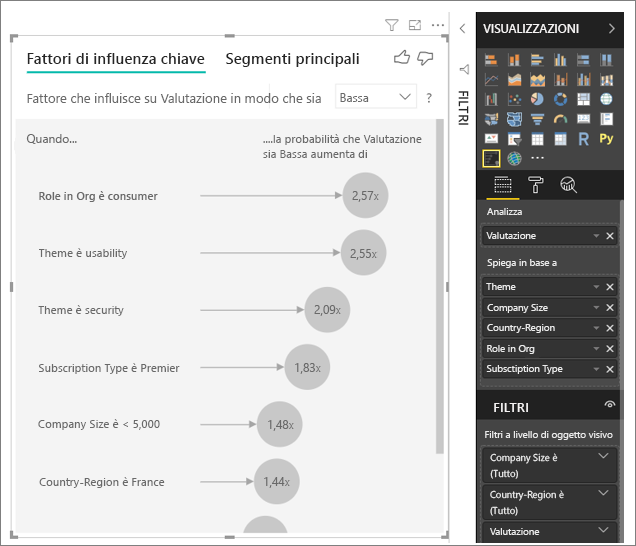 Fattori di influenza chiave
Segmenti principali
Fattore che influisce su Valutazione in modo che sia
Bassa
?
Quando...
....la probabilità che Valutazione
sia Bassa aumenta di
Role in Org è consumer
2,57x
Theme è usability
2,55x
Theme è security
2,09x
Subscription Type è Premier
1,83x
Company Size è < 5,000
1,48x
Country-Region è France
1,44x
FILTRI
VISUALIZZAZIONI
R
Py
Analizza
Valutazione
Spiega in base a
Theme
Company Size
Country-Region
Role in Org
Subsctiption Type
FILTRI
Filtri a livello di oggetto visivo
Company Size è
(Tutto)
Country-Region è
(Tutto)
Valutazione